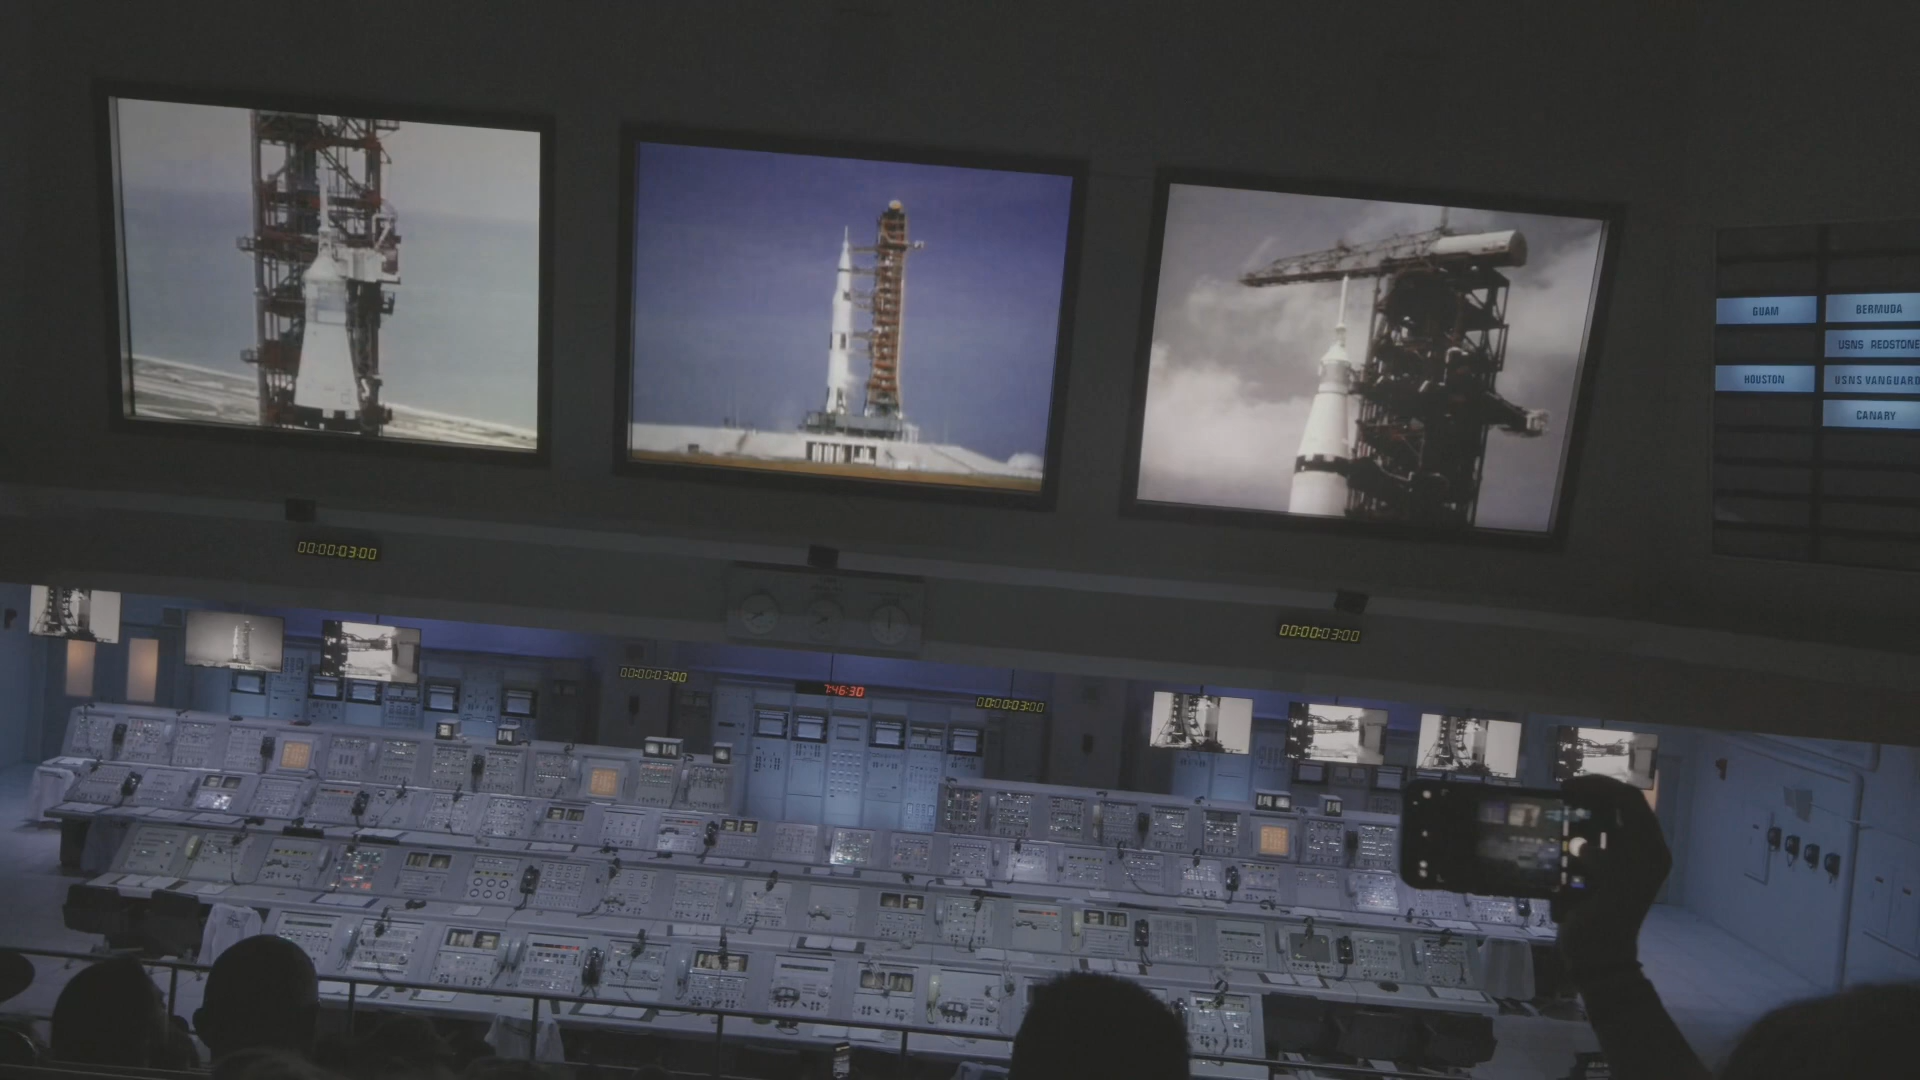 GUAM
BERMUDA
USNS REDSTONE
HOUSTON
USNS VANGUARD
CANARY
00:00:03:00
00:00:03:00
00:00:03:00
7:46:30
00:00:03:00